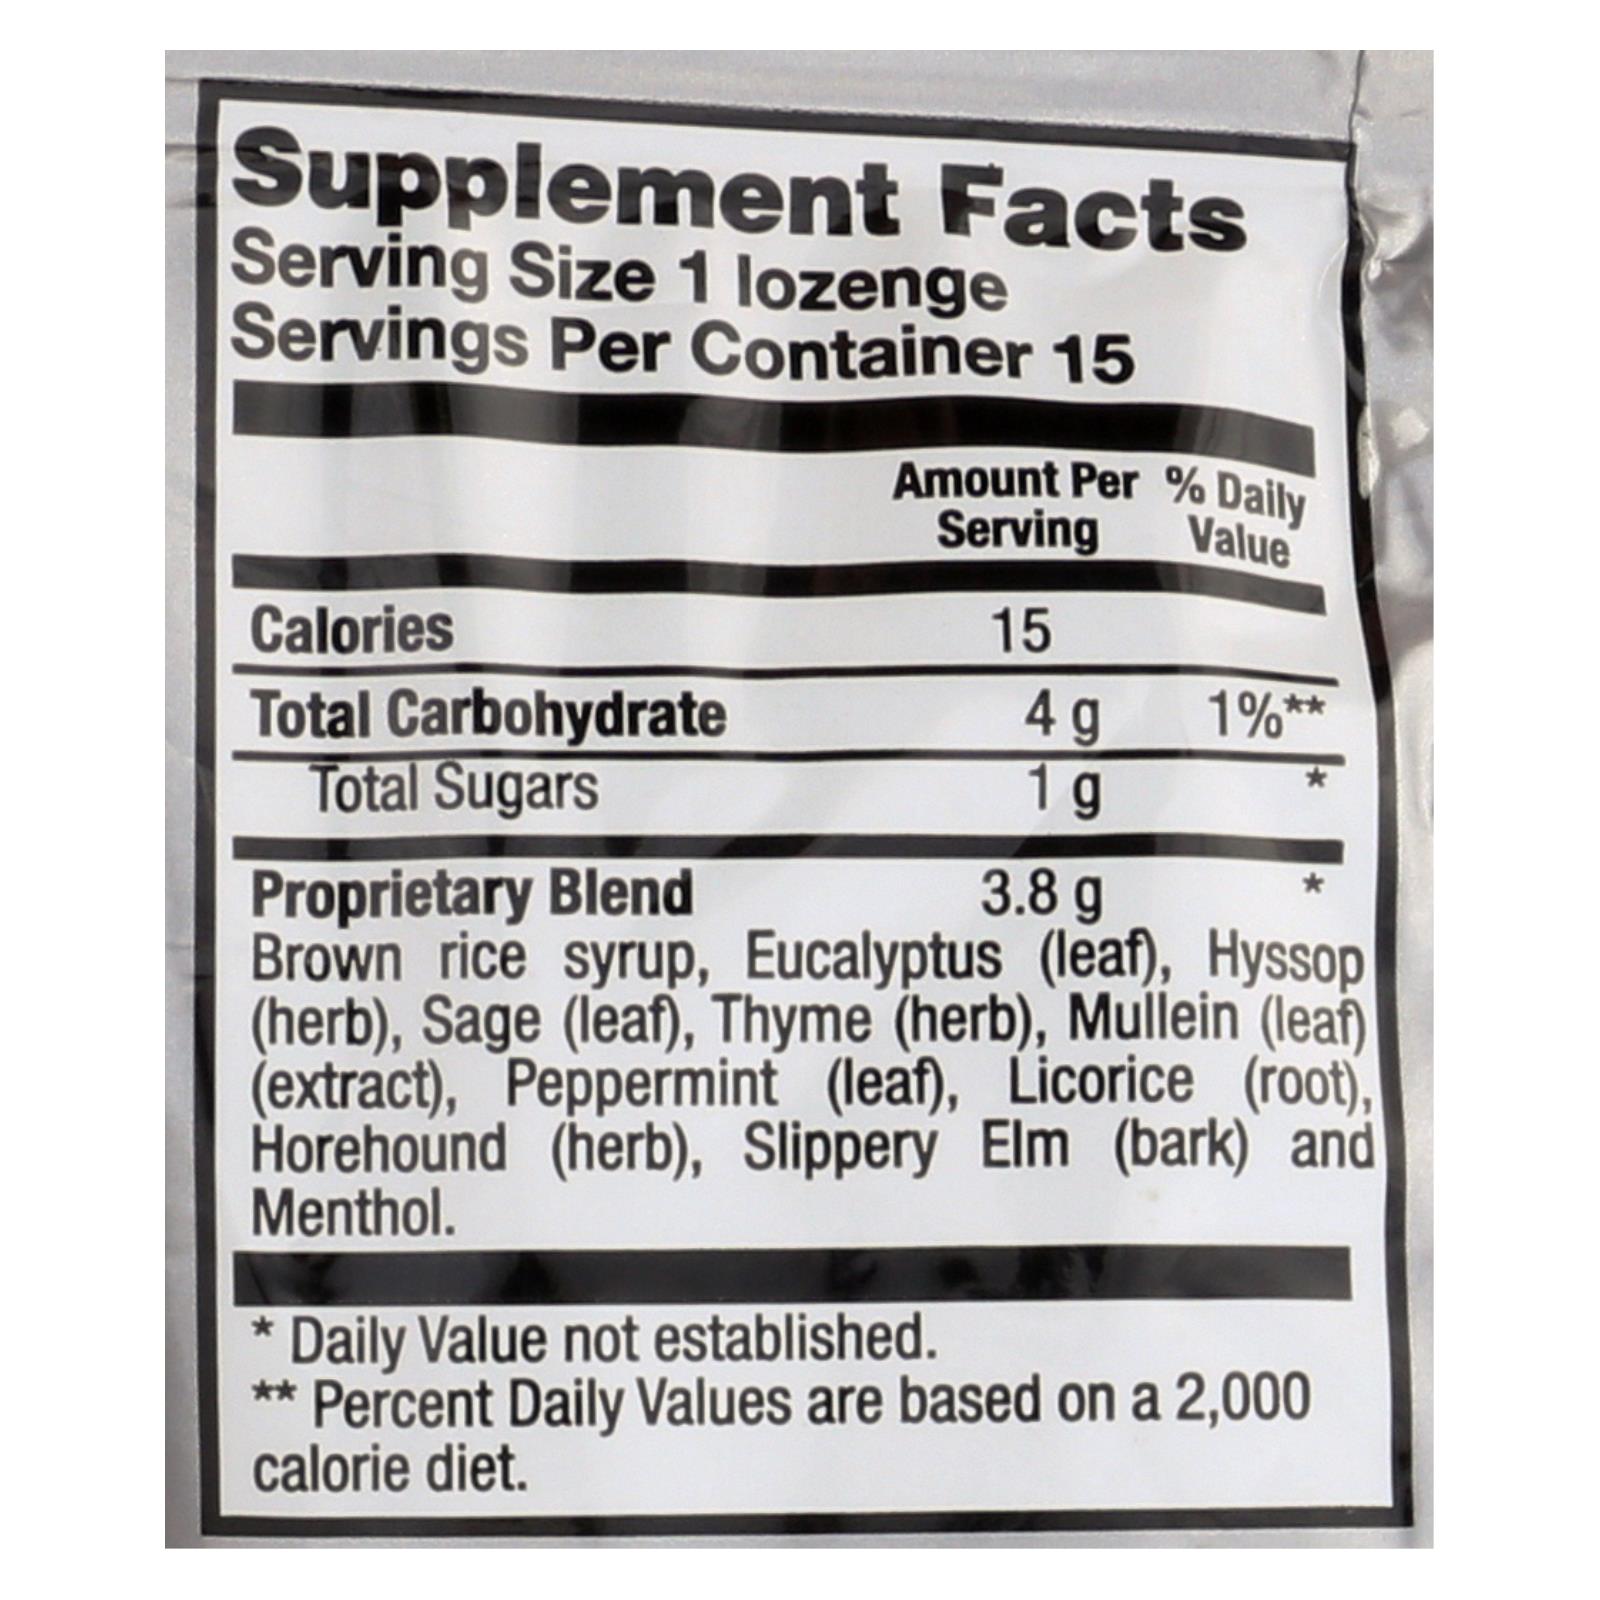 Supplement Facts
Serving Size 1 lozenge
Servings Per Container 15
Amount Per % Daily
Serving Value
Calories 15
Total Carbohydrate 4 g 1%**
Total Sugars 1 g *
Proprietary Blend 3.8 g *
Brown rice syrup, Eucalyptus (leaf), Hyssop
(herb), Sage (leaf), Thyme (herb), Mullein (leaf)
(extract), Peppermint (leaf), Licorice (root),
Horehound (herb), Slippery Elm (bark) and
Menthol.
* Daily Value not established.
** Percent Daily Values are based on a 2,000
calorie diet.